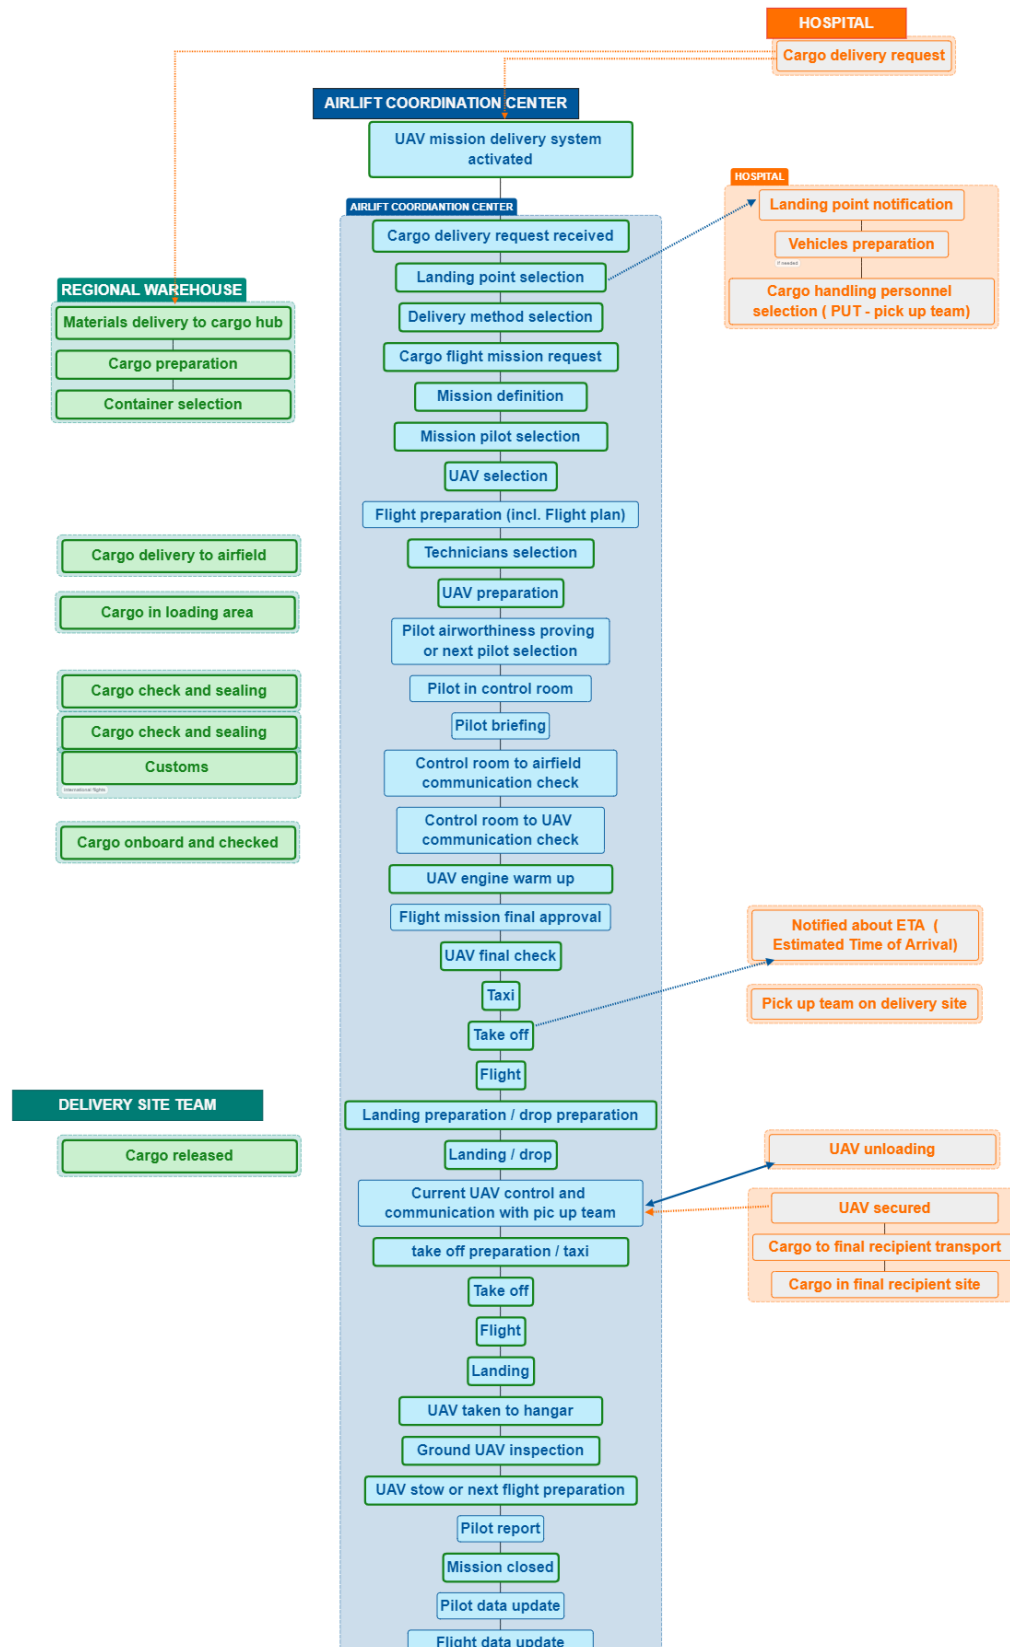 HOSPITAL
Cargo delivery request
AIRLIFT COORDINATION CENTER
UAV mission delivery system
activated
HOSPITAL
Landing point notification
Vehicles preparation
If needed
Cargo handling personnel
selection ( PUT - pick up team)
AIRLIFT COORDIANTION CENTER
Cargo delivery request received
Landing point selection
Delivery method selection
Cargo flight mission request
Mission definition
Mission pilot selection
UAV selection
Flight preparation (incl. Flight plan)
Technicians selection
UAV preparation
Pilot airworthiness proving
or next pilot selection
Pilot in control room
Pilot briefing
Control room to airfield
communication check
Control room to UAV
communication check
UAV engine warm up
Flight mission final approval
UAV final check
Taxi
Take off
Flight
Landing preparation / drop preparation
Landing / drop
Current UAV control and
communication with pic up team
take off preparation / taxi
Take off
Flight
Landing
UAV taken to hangar
Ground UAV inspection
UAV stow or next flight preparation
Pilot report
Mission closed
Pilot data update
Flight data update
REGIONAL WAREHOUSE
Materials delivery to cargo hub
Cargo preparation
Container selection
Cargo delivery to airfield
Cargo in loading area
Cargo check and sealing
Cargo check and sealing
Customs
International flights
Cargo onboard and checked
DELIVERY SITE TEAM
Cargo released
Notified about ETA  (
Estimated Time of Arrival)
Pick up team on delivery site
UAV unloading
UAV secured
Cargo to final recipient transport
Cargo in final recipient site